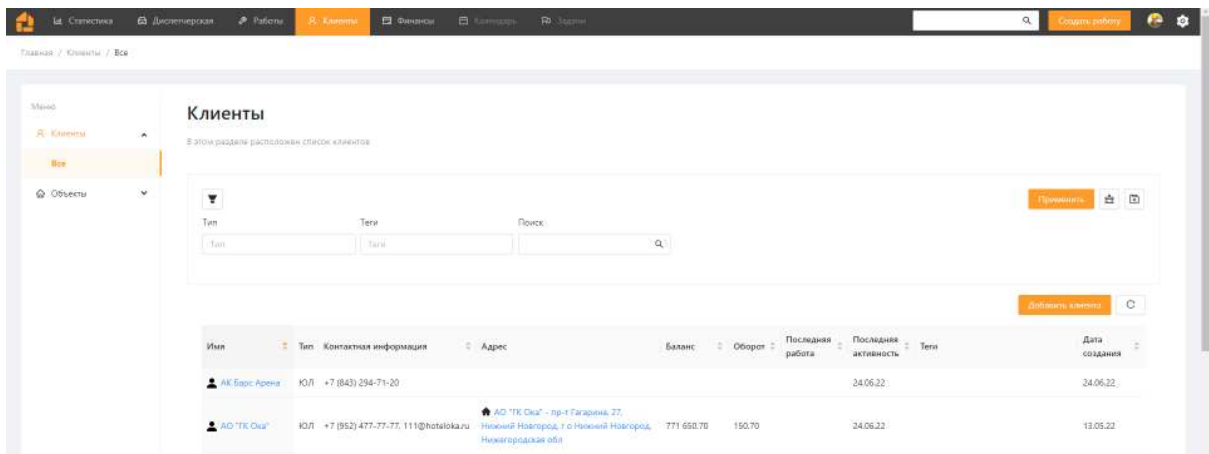 Статистика Диспетчерская Работы Клиенты Финансы Календарь Задачи Создать работу
Главная / Клиенты / Все
Меню
Клиенты
Все
Объекты
Клиенты
В этом разделе расположен список клиентов
Применить
Тип Теги Поиск
Тип Теги
Добавить клиента
Имя Тип Контактная информация Адрес Баланс Оборот Последняя работа Последняя активность Теги Дата создания
АК Барс Арена ЮЛ +7 (843) 294-71-20 24.06.22 24.06.22
АО "ГК Ока" ЮЛ +7 (952) 477-77-77, 111@hoteloka.ru АО "ГК Ока" - пр-т Гагарина, 27, Нижний Новгород, г о Нижний Новгород, Нижегородская обл 771 650.70 150.70 24.06.22 13.05.22